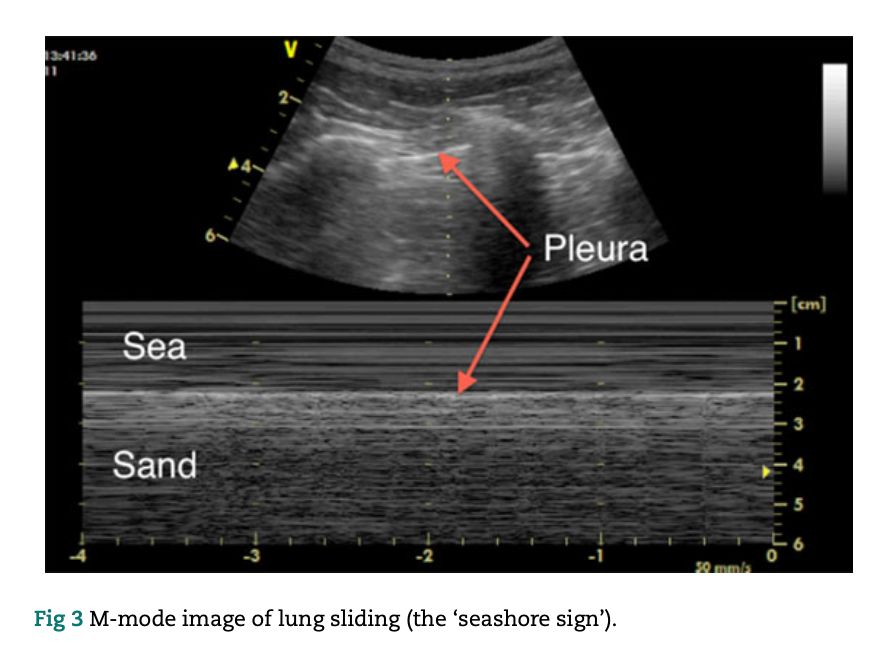 13:41:36
11
V
2
4
6
Pleura
[cm]
Sea
1
2
3
Sand
4
5
6
-4
-3
-2
-1
0
50 mm/s
Fig 3 M-mode image of lung sliding (the ‘seashore sign’).